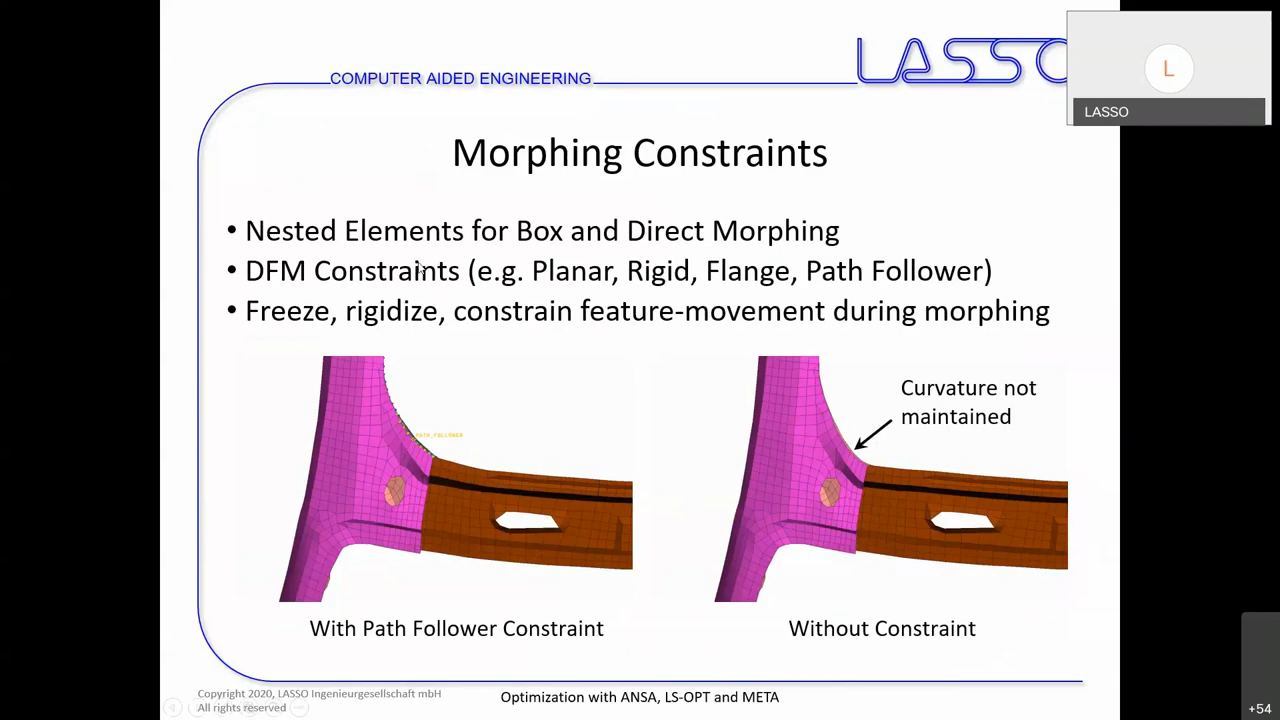 COMPUTER AIDED ENGINEERING
LASSO
L
LASSO
Morphing Constraints
• Nested Elements for Box and Direct Morphing
• DFM Constraints (e.g. Planar, Rigid, Flange, Path Follower)
• Freeze, rigidize, constrain feature-movement during morphing
PATH_FOLLOWER
Curvature not
maintained
With Path Follower Constraint
Without Constraint
Copyright 2020, LASSO Ingenieurgesellschaft mbH
All rights reserved
Optimization with ANSA, LS-OPT and META
+54